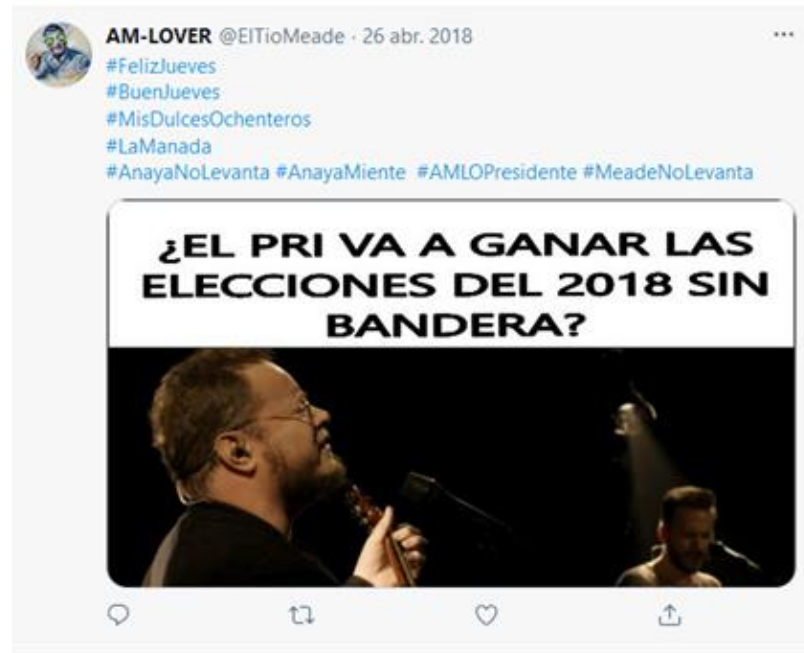 AM-LOVER @ElTioMeade · 26 abr. 2018
#FelizJueves
#BuenJueves
#MisDulcesOchenteros
#LaManada
#AnayaNoLevanta #AnayaMiente #AMLOPresidente #MeadeNoLevanta
¿EL PRI VA A GANAR LAS
ELECCIONES DEL 2018 SIN
BANDERA?